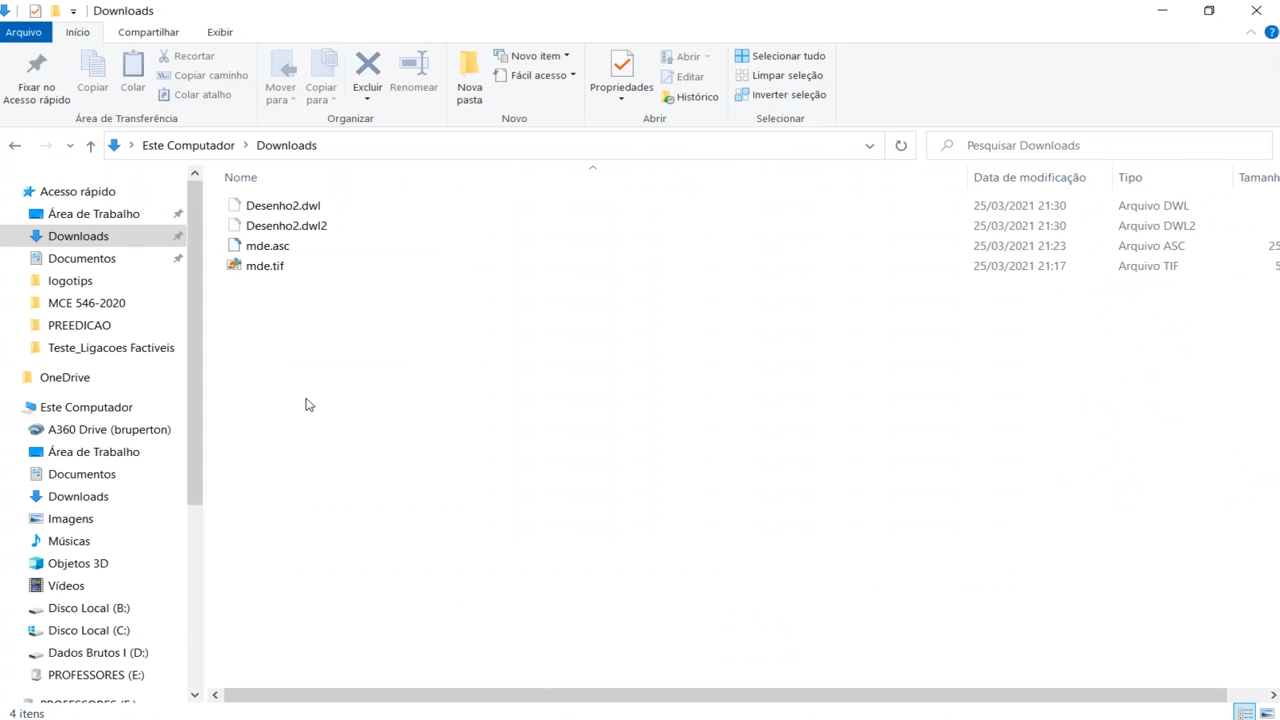 Downloads
Arquivo Início Compartilhar Exibir
Fixar no Acesso rápido
Copiar
Colar
Recortar
Copiar caminho
Colar atalho
Área de Transferência
Mover para
Copiar para
Excluir
Renomear
Organizar
Nova pasta
Novo item
Fácil acesso
Novo
Propriedades
Abrir
Editar
Histórico
Abrir
Selecionar tudo
Limpar seleção
Inverter seleção
Selecionar
Este Computador > Downloads
Pesquisar Downloads
Nome Data de modificação Tipo Tamanh
Desenho2.dwl 25/03/2021 21:30 Arquivo DWL
Desenho2.dwl2 25/03/2021 21:30 Arquivo DWL2
mde.asc 25/03/2021 21:23 Arquivo ASC 25
mde.tif 25/03/2021 21:17 Arquivo TIF 5
Acesso rápido
Área de Trabalho
Downloads
Documentos
logotips
MCE 546-2020
PREEDICAO
Teste_Ligacoes Factiveis
OneDrive
Este Computador
A360 Drive (bruperton)
Área de Trabalho
Documentos
Downloads
Imagens
Músicas
Objetos 3D
Vídeos
Disco Local (B:)
Disco Local (C:)
Dados Brutos I (D:)
PROFESSORES (E:)
4 itens